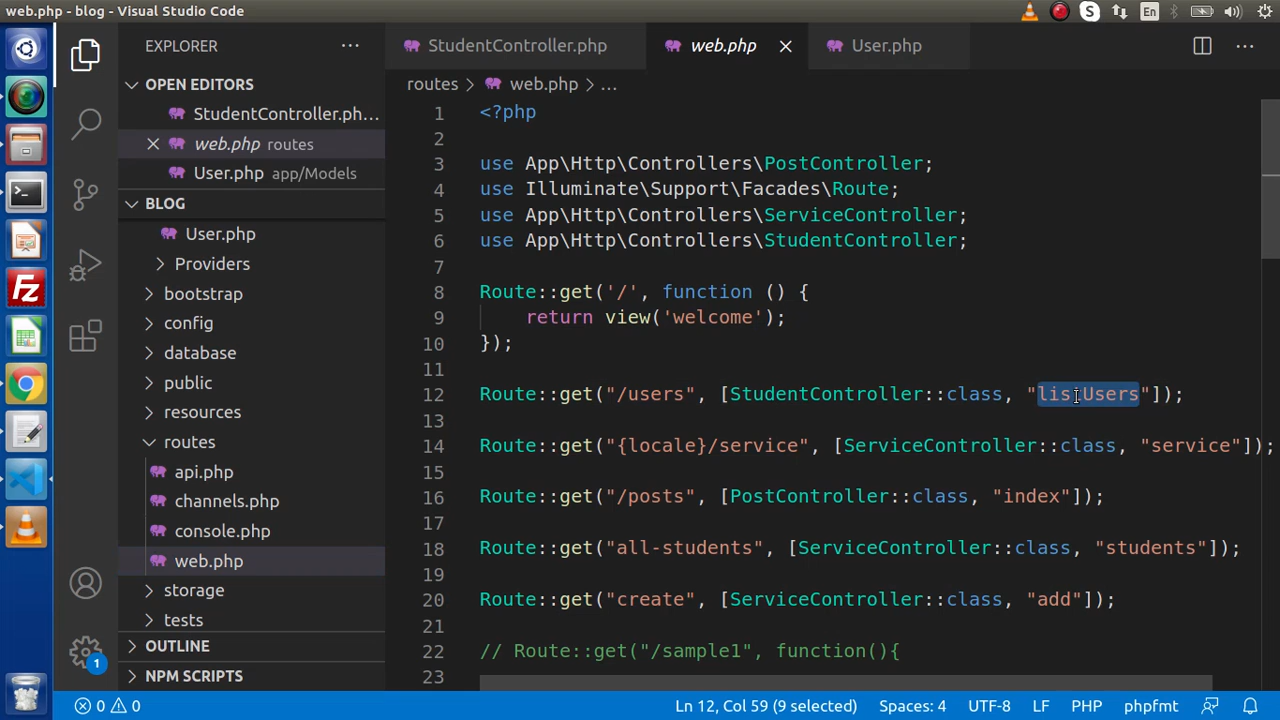 web.php - blog - Visual Studio Code
S
En
EXPLORER
OPEN EDITORS
StudentController.ph...
web.php routes
User.php app/Models
BLOG
User.php
Providers
bootstrap
config
database
public
resources
routes
api.php
channels.php
console.php
web.php
storage
tests
OUTLINE
NPM SCRIPTS
1
StudentController.php
web.php
User.php
routes > web.php > ...
1 <?php
2
3 use App\Http\Controllers\PostController;
4 use Illuminate\Support\Facades\Route;
5 use App\Http\Controllers\ServiceController;
6 use App\Http\Controllers\StudentController;
7
8 Route::get('/', function () {
9 return view('welcome');
10 });
11
12 Route::get("/users", [StudentController::class, "listUsers"]);
13
14 Route::get("{locale}/service", [ServiceController::class, "service"]);
15
16 Route::get("/posts", [PostController::class, "index"]);
17
18 Route::get("all-students", [ServiceController::class, "students"]);
19
20 Route::get("create", [ServiceController::class, "add"]);
21
22 // Route::get("/sample1", function(){
23
0 0
Ln 12, Col 59 (9 selected)
Spaces: 4
UTF-8
LF
PHP
phpfmt